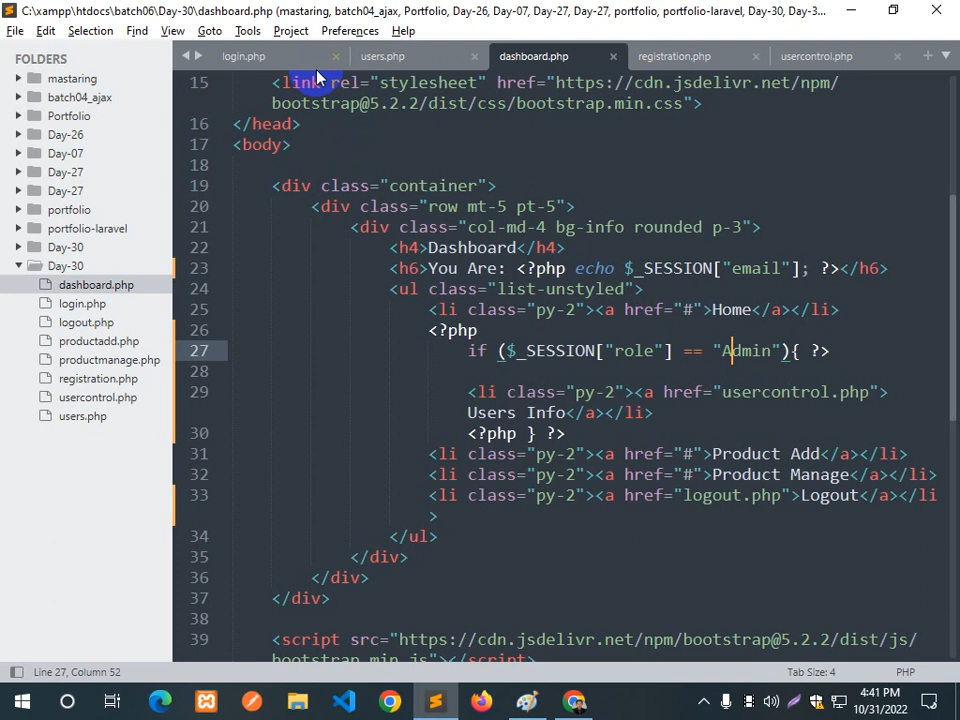 C:\xampp\htdocs\batch06\Day-30\dashboard.php (mastaring, batch04_ajax, Portfolio, Day-26, Day-07, Day-27, Day-27, portfolio, portfolio-laravel, Day-30, Day-3...
File Edit Selection Find View Goto Tools Project Preferences Help
FOLDERS
mastaring
batch04_ajax
Portfolio
Day-26
Day-07
Day-27
Day-27
portfolio
portfolio-laravel
Day-30
Day-30
dashboard.php
login.php
logout.php
productadd.php
productmanage.php
registration.php
usercontrol.php
users.php
login.php × users.php × dashboard.php × registration.php × usercontrol.php × +
15 <link rel="stylesheet" href="https://cdn.jsdelivr.net/npm/
bootstrap@5.2.2/dist/css/bootstrap.min.css">
16 </head>
17 <body>
18
19 <div class="container">
20 <div class="row mt-5 pt-5">
21 <div class="col-md-4 bg-info rounded p-3">
22 <h4>Dashboard</h4>
23 <h6>You Are: <?php echo $_SESSION["email"]; ?></h6>
24 <ul class="list-unstyled">
25 <li class="py-2"><a href="#">Home</a></li>
26 <?php
27 if ($_SESSION["role"] == "Admin"){ ?>
28
29 <li class="py-2"><a href="usercontrol.php">
Users Info</a></li>
30 <?php } ?>
31 <li class="py-2"><a href="#">Product Add</a></li>
32 <li class="py-2"><a href="#">Product Manage</a></li>
33 <li class="py-2"><a href="logout.php">Logout</a></li
>
34 </ul>
35 </div>
36 </div>
37 </div>
38
39 <script src="https://cdn.jsdelivr.net/npm/bootstrap@5.2.2/dist/js/
bootstrap.min.js"></script>
Line 27, Column 52
Tab Size: 4
PHP
4:41 PM
10/31/2022